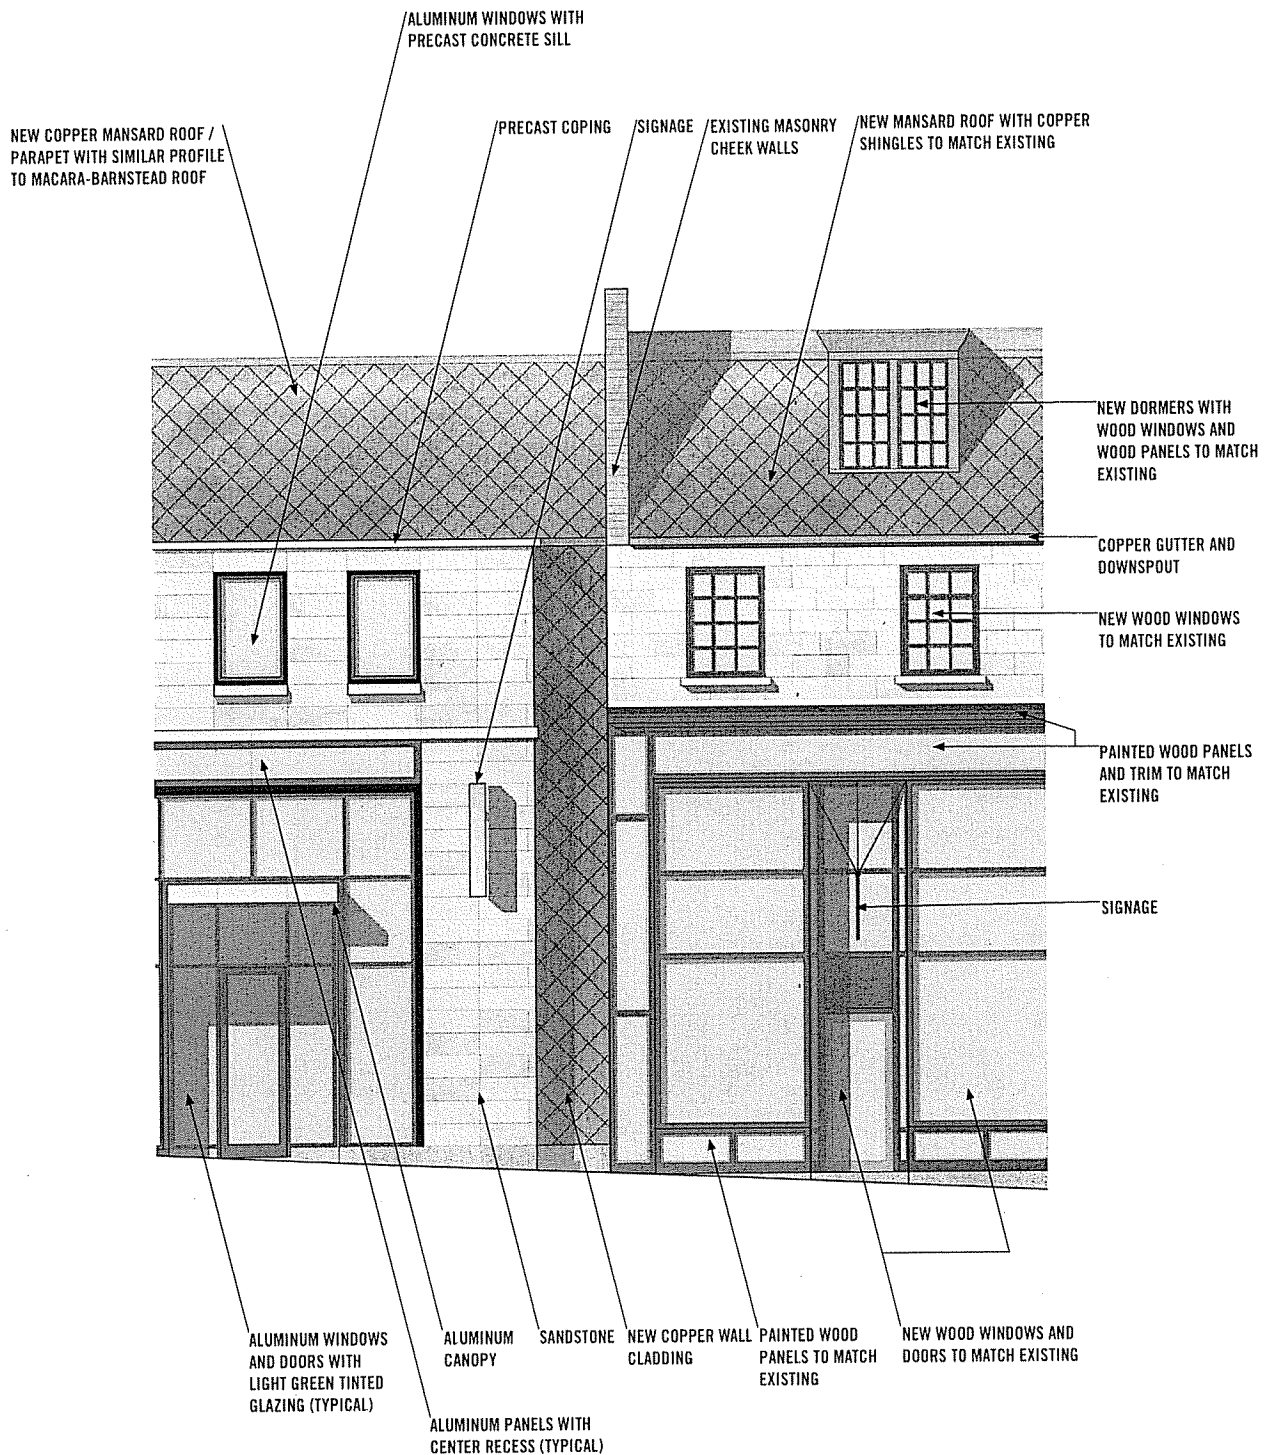 ALUMINUM WINDOWS WITH
PRECAST CONCRETE SILL
NEW COPPER MANSARD ROOF /
PARAPET WITH SIMILAR PROFILE
TO MACARA-BARNSTEAD ROOF
PRECAST COPING
SIGNAGE
EXISTING MASONRY
CHEEK WALLS
NEW MANSARD ROOF WITH COPPER
SHINGLES TO MATCH EXISTING
NEW DORMERS WITH
WOOD WINDOWS AND
WOOD PANELS TO MATCH
EXISTING
COPPER GUTTER AND
DOWNSPOUT
NEW WOOD WINDOWS
TO MATCH EXISTING
PAINTED WOOD PANELS
AND TRIM TO MATCH
EXISTING
SIGNAGE
ALUMINUM WINDOWS
AND DOORS WITH
LIGHT GREEN TINTED
GLAZING (TYPICAL)
ALUMINUM
CANOPY
SANDSTONE
NEW COPPER WALL
CLADDING
PAINTED WOOD
PANELS TO MATCH
EXISTING
NEW WOOD WINDOWS AND
DOORS TO MATCH EXISTING
ALUMINUM PANELS WITH
CENTER RECESS (TYPICAL)